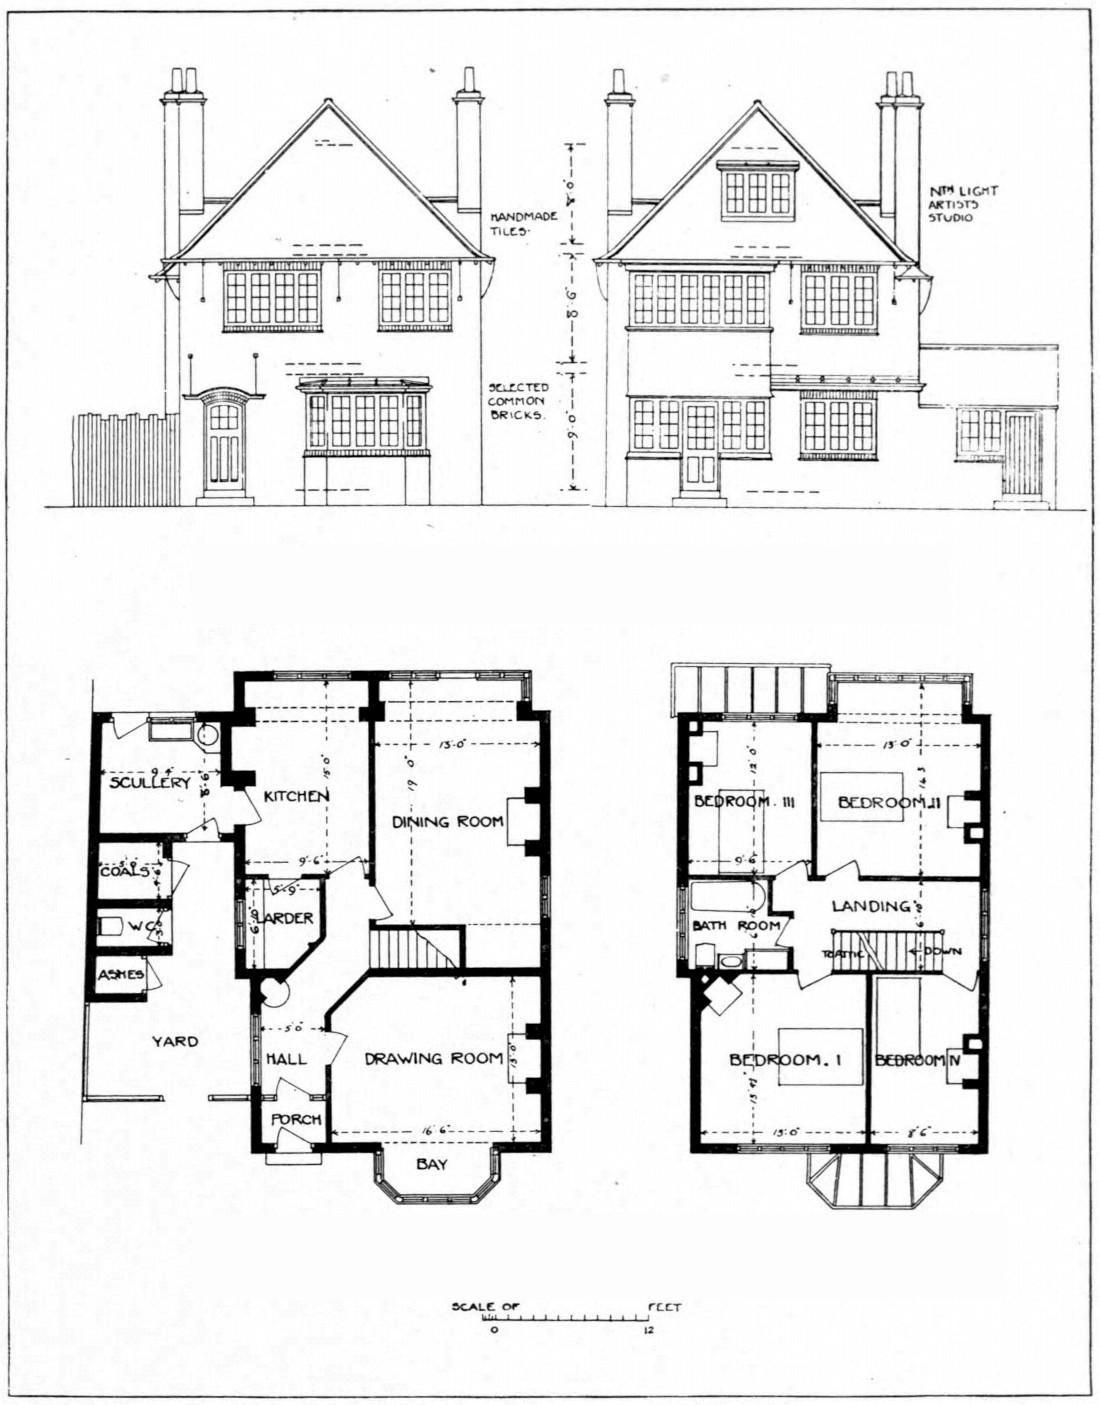 HANDMADE
TILES.
8'.0"
8'.9"
9'.0"
SELECTED
COMMON
BRICKS.
NTH LIGHT
ARTISTS
STUDIO
SCULLERY
8'.6"
KITCHEN
15'.0"
9'.6"
13'.0"
19'.0"
DINING ROOM
COALS
W.C
ASHES
5'.9"
6'.0"
LARDER
YARD
5'.0"
HALL
PORCH
DRAWING ROOM
13'.0"
16'.6"
BAY
BEDROOM. III
12'.0"
9'.6"
13'.0"
BEDROOM. II
BATH ROOM
LANDING
TO ATTIC
DOWN
BEDROOM. I
13'.0"
BEDROOM IV
8'.6"
SCALE OF FEET
0 12